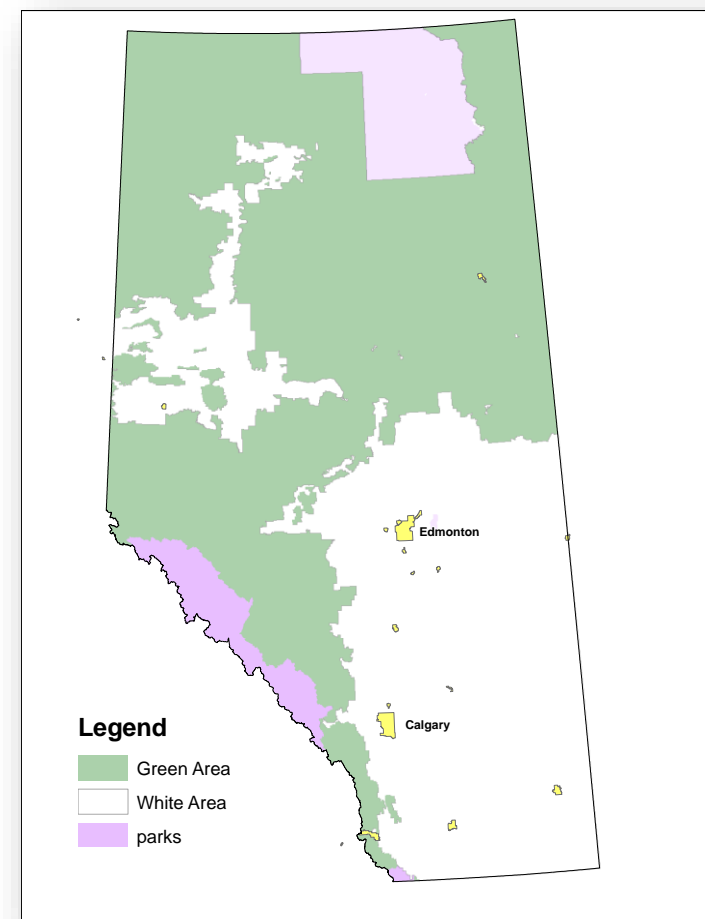 Edmonton
Calgary
Legend
Green Area
White Area
parks